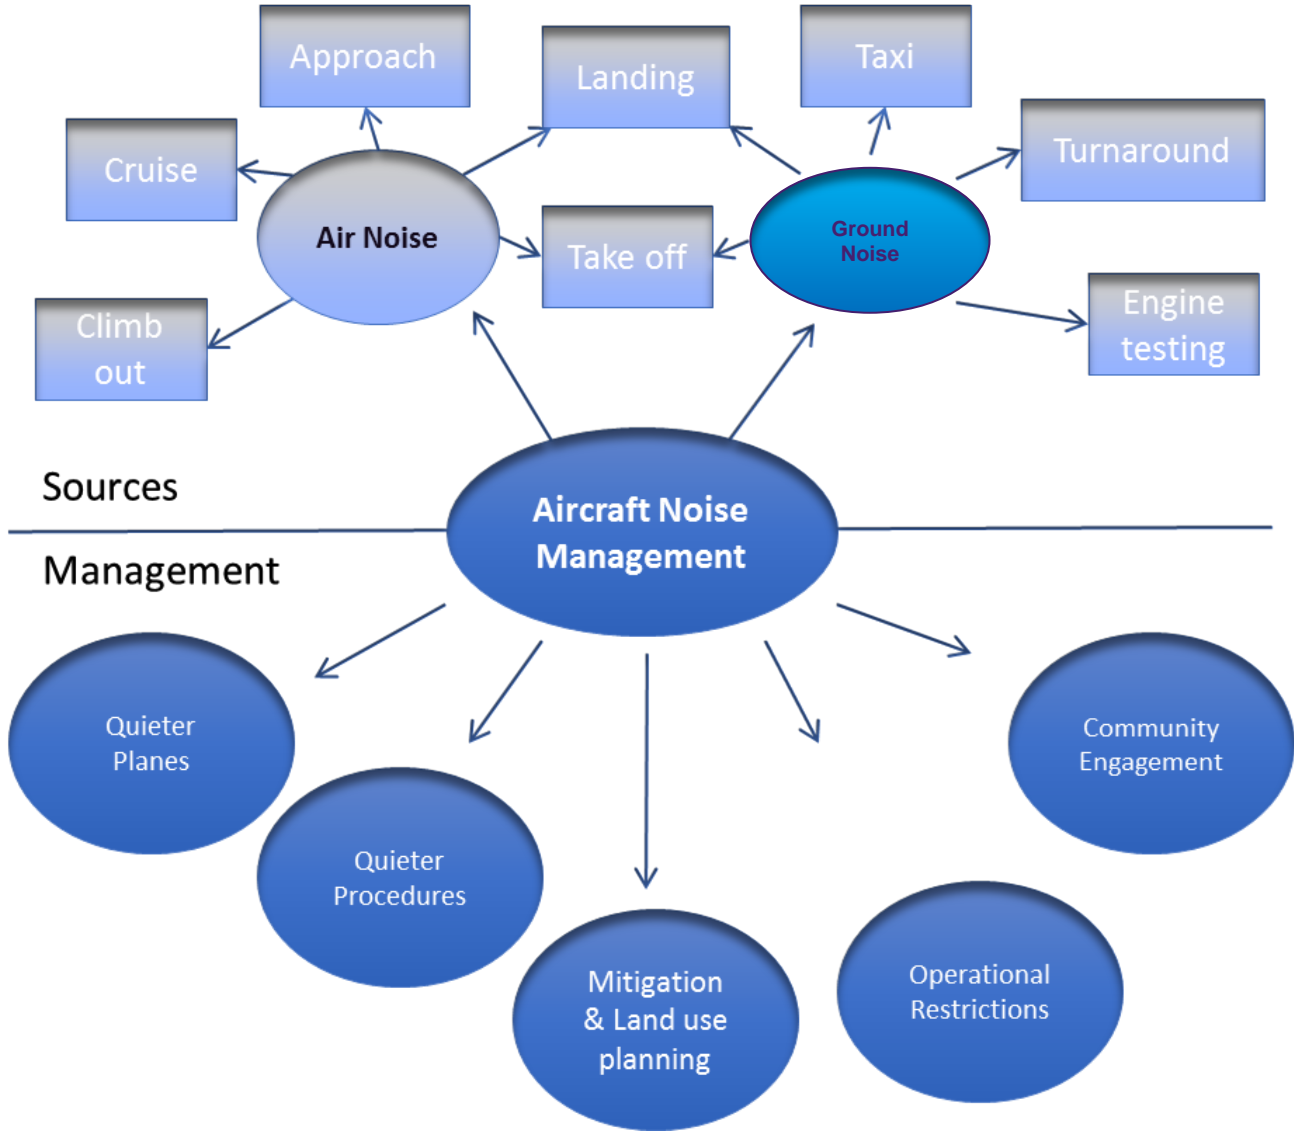 Approach
Landing
Taxi
Cruise
Turnaround
Air Noise
Ground
Noise
Take off
Climb
out
Engine
testing
Sources
Aircraft Noise
Management
Management
Quieter
Planes
Community
Engagement
Quieter
Procedures
Mitigation
& Land use
planning
Operational
Restrictions